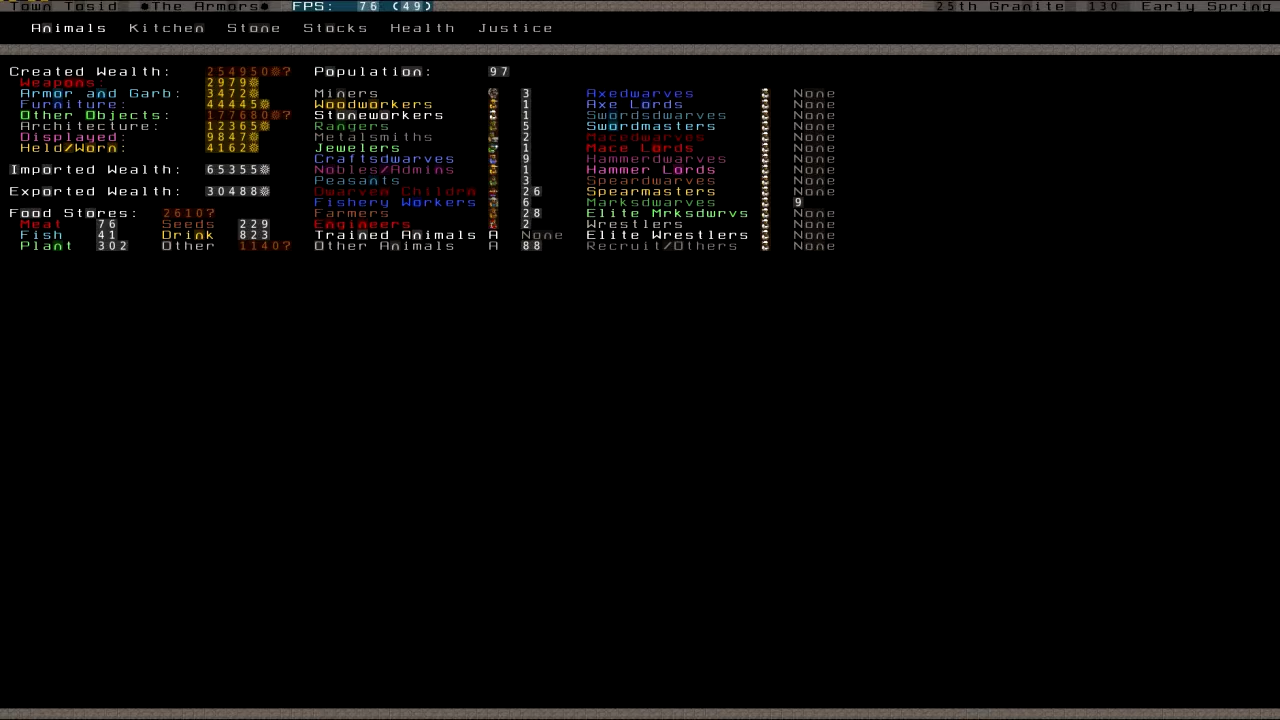 Town Tosid "The Armors" FPS: 76 (49) 25th Granite 130 Early Spring
Animals Kitchen Stone Stocks Health Justice
Created Wealth: 254950☼? Population: 97
Weapons: 2979☼
Armor and Garb: 3472☼ Miners 3 Axedwarves None
Furniture: 44445☼ Woodworkers 1 Axe Lords None
Other Objects: 177680☼? Stoneworkers 1 Swordsdwarves None
Architecture: 12365☼ Rangers 5 Swordmasters None
Displayed: 9847☼ Metalsmiths 2 Macedwarves None
Held/Worn: 4162☼ Jewelers 1 Mace Lords None
Craftsdwarves 9 Hammerdwarves None
Imported Wealth: 65355☼ Nobles/Admins 1 Hammer Lords None
Peasants 3 Speardwarves None
Exported Wealth: 30488☼ Dwarven Childrn 26 Spearmasters None
Fishery Workers 6 Marksdwarves 9
Food Stores: 2610? Farmers 28 Elite Mrksdwrvs None
Meat 76 Seeds 229 Engineers 2 Wrestlers None
Fish 41 Drink 823 Trained Animals A None Elite Wrestlers None
Plant 302 Other 1140? Other Animals A 88 Recruit/Others None